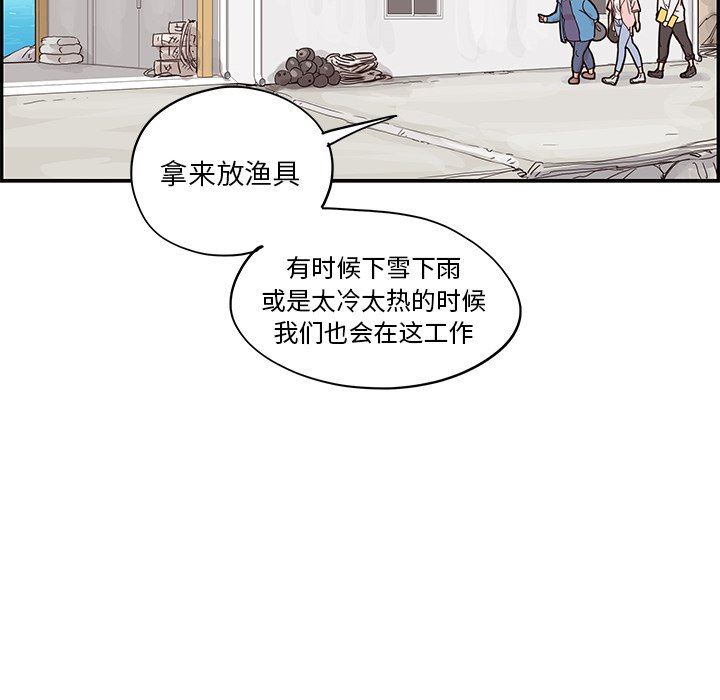 拿来放渔具
有时候下雪下雨
或是太冷太热的时候
我们也会在这工作